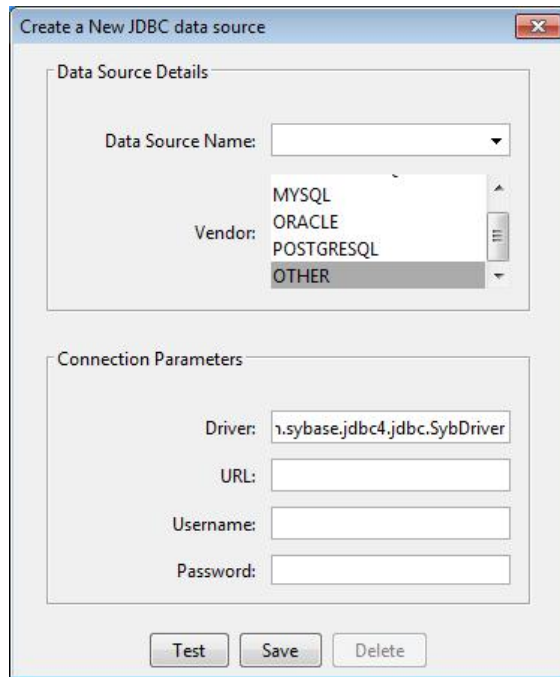 Create a New JDBC data source
Data Source Details
Data Source Name:
Vendor:
MYSQL
ORACLE
POSTGRESQL
OTHER
Connection Parameters
Driver:
.sybase.jdbc4.jdbc.SybDriver
URL:
Username:
Password:
Test
Save
Delete